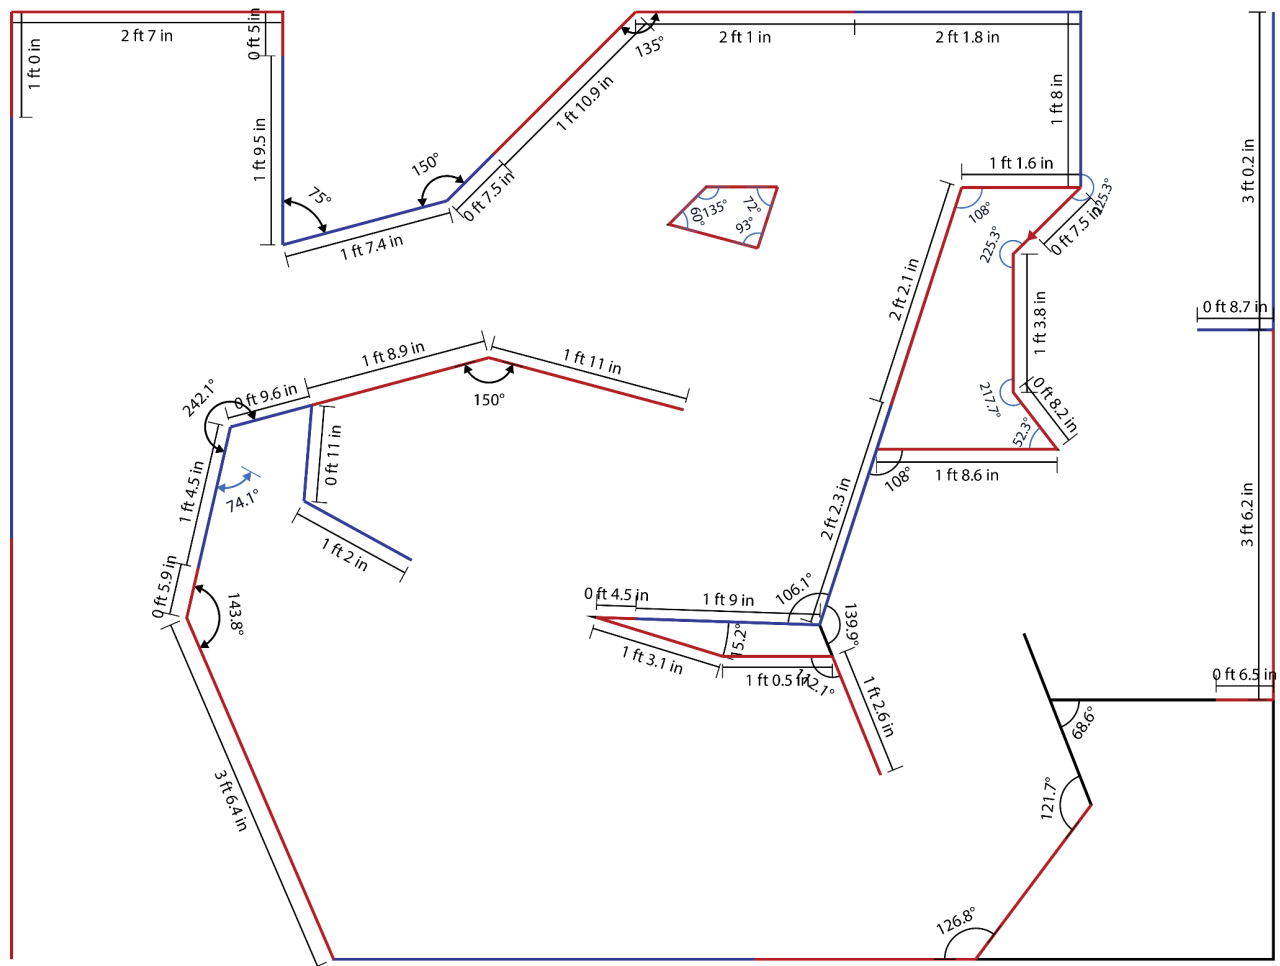 2 ft 7 in
0 ft 5 in
1 ft 0 in
1 ft 9.5 in
75°
1 ft 7.4 in
150°
0 ft 7.5 in
1 ft 10.9 in
135°
2 ft 1 in
2 ft 1.8 in
1 ft 8 in
3 ft 0.2 in
1 ft 1.6 in
108°
225.3°
0 ft 7.5 in
225.3°
60°
135°
72°
93°
2 ft 2.1 in
1 ft 3.8 in
0 ft 8.7 in
217.7°
0 ft 8.2 in
52.3°
1 ft 8.6 in
108°
2 ft 2.3 in
3 ft 6.2 in
1 ft 8.9 in
1 ft 11 in
150°
242.1°
0 ft 9.6 in
1 ft 4.5 in
74.1°
0 ft 11 in
1 ft 2 in
0 ft 5.9 in
143.8°
0 ft 4.5 in
1 ft 9 in
106.1°
139.9°
15.2°
1 ft 3.1 in
1 ft 0.5 in
112.1°
1 ft 2.6 in
0 ft 6.5 in
68.6°
121.7°
3 ft 6.4 in
126.8°